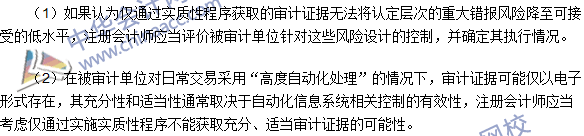 （1）如果认为仅通过实质性程序获取的审计证据无法将认定层次的重大错报风险降至可接
受的低水平，注册会计师应当评价被审计单位针对这些风险设计的控制，并确定其执行情况。
（2）在被审计单位对日常交易采用“高度自动化处理”的情况下，审计证据可能仅以电子
形式存在，其充分性和适当性通常取决于自动化信息系统相关控制的有效性，注册会计师应当
考虑仅通过实施实质性程序不能获取充分、适当审计证据的可能性。